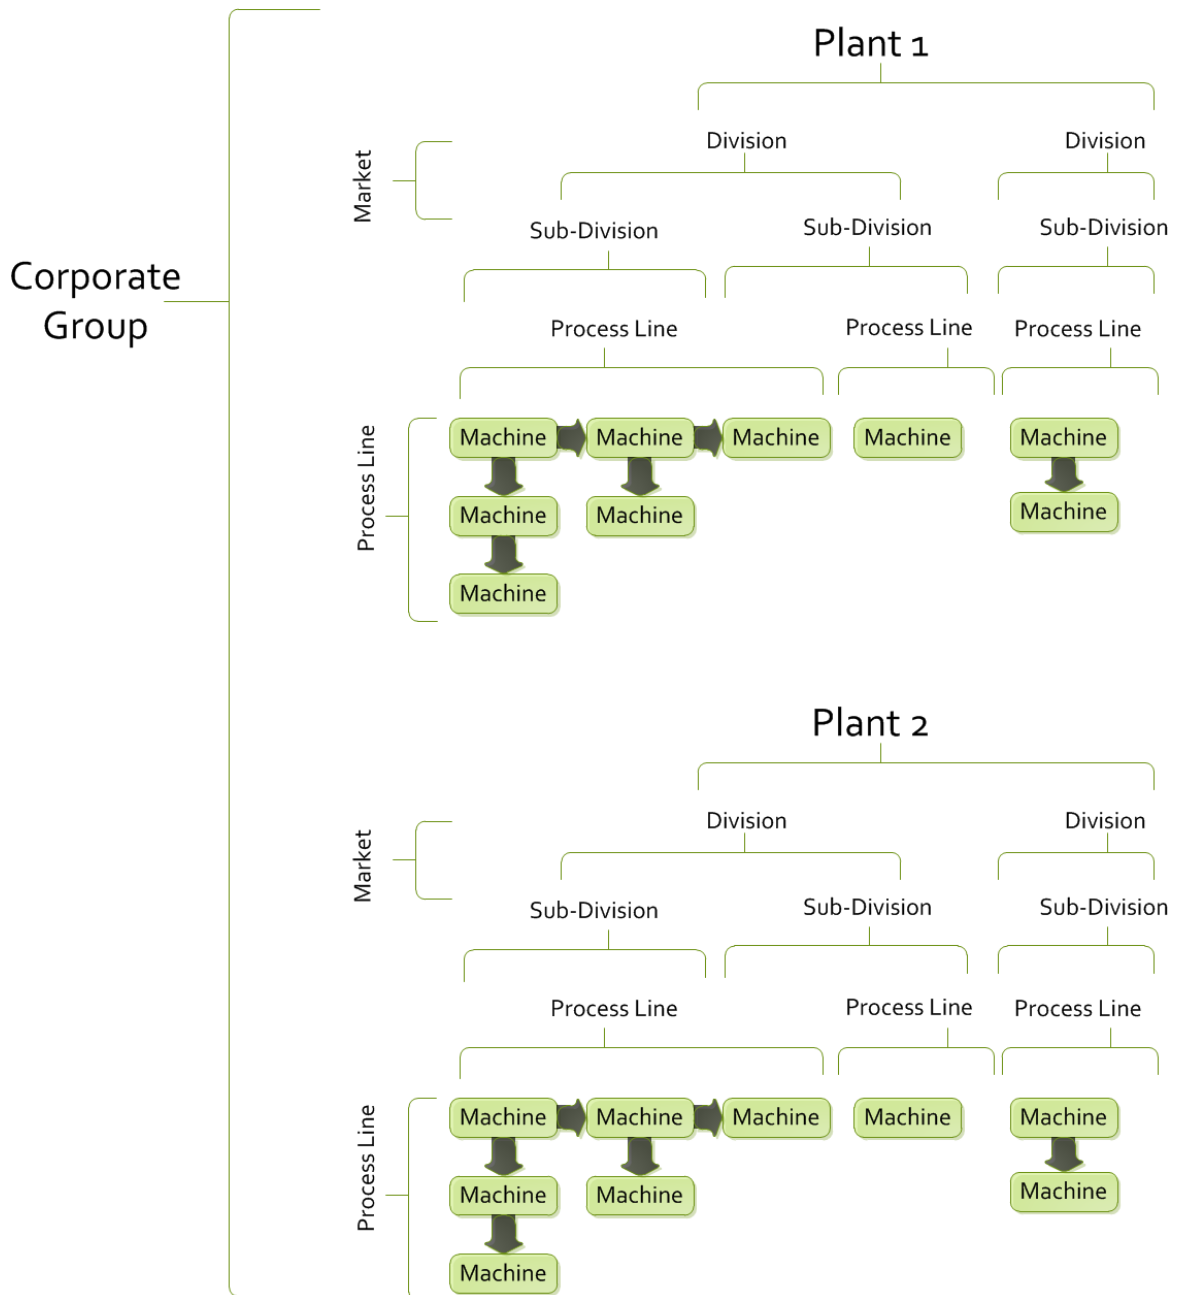 Corporate
Group
Plant 1
Market
Division
Division
Sub-Division
Sub-Division
Sub-Division
Process Line
Process Line
Process Line
Process Line
Machine
Machine
Machine
Machine
Machine
Machine
Machine
Machine
Machine
Plant 2
Market
Division
Division
Sub-Division
Sub-Division
Sub-Division
Process Line
Process Line
Process Line
Process Line
Machine
Machine
Machine
Machine
Machine
Machine
Machine
Machine
Machine